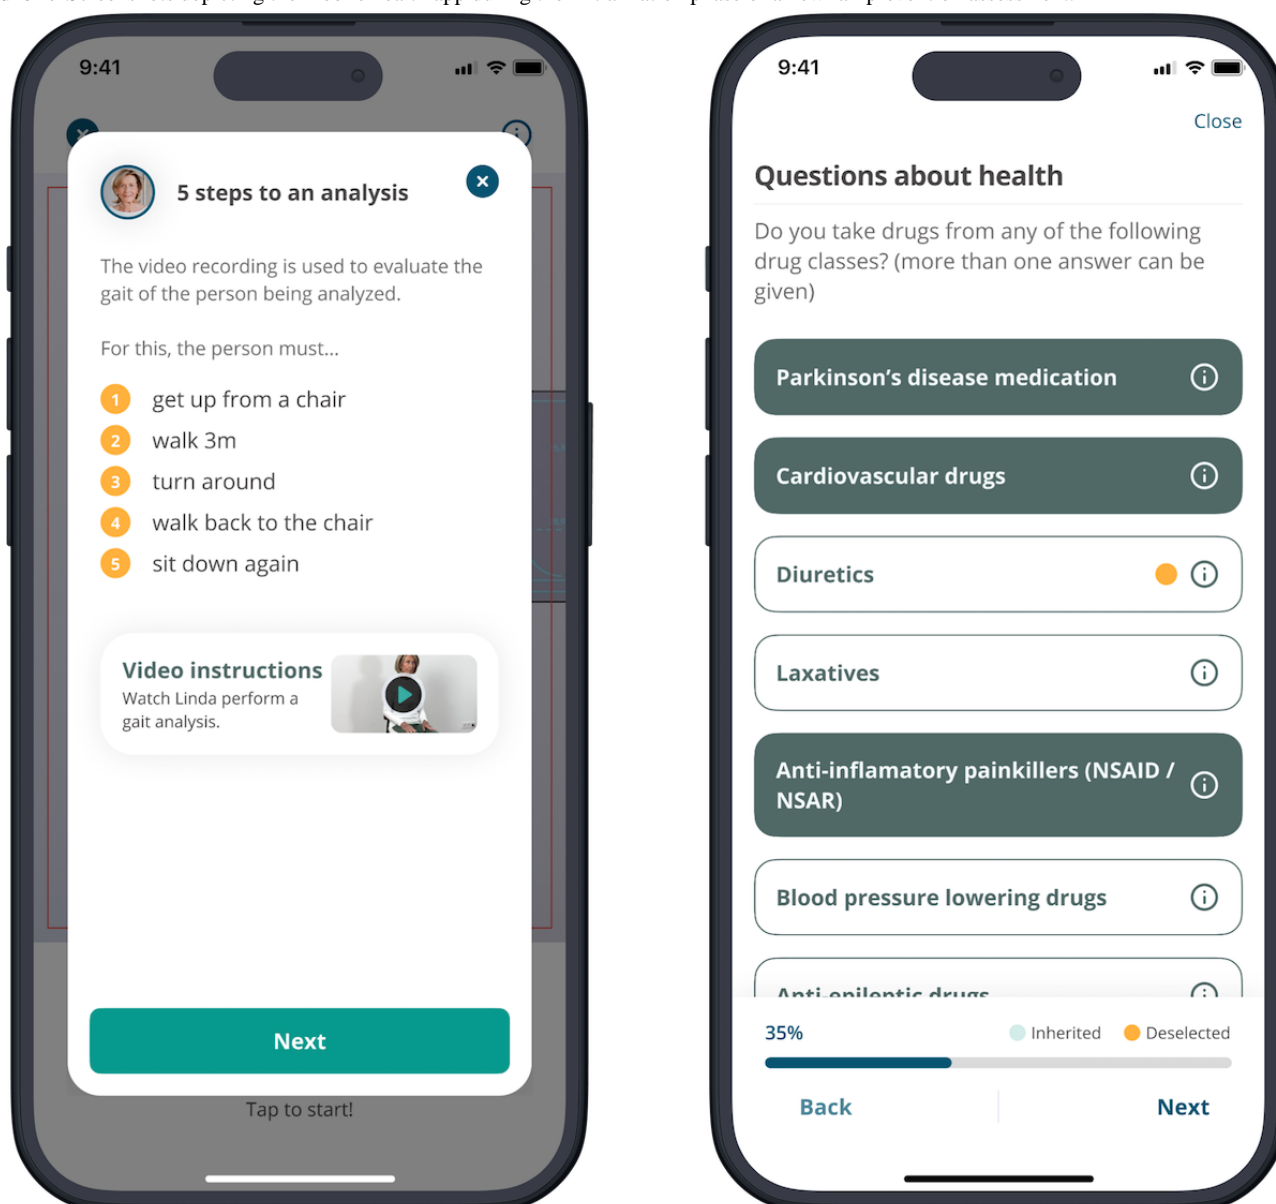 9:41
5 steps to an analysis
The video recording is used to evaluate the
gait of the person being analyzed.
For this, the person must...
1 get up from a chair
2 walk 3m
3 turn around
4 walk back to the chair
5 sit down again
Video instructions
Watch Linda perform a
gait analysis.
Next
Tap to start!
9:41
Close
Questions about health
Do you take drugs from any of the following
drug classes? (more than one answer can be
given)
Parkinson's disease medication
Cardiovascular drugs
Diuretics
Laxatives
Anti-inflamatory painkillers (NSAID /
NSAR)
Blood pressure lowering drugs
Anti-epileptic drugs
35%
Inherited
Deselected
Back
Next